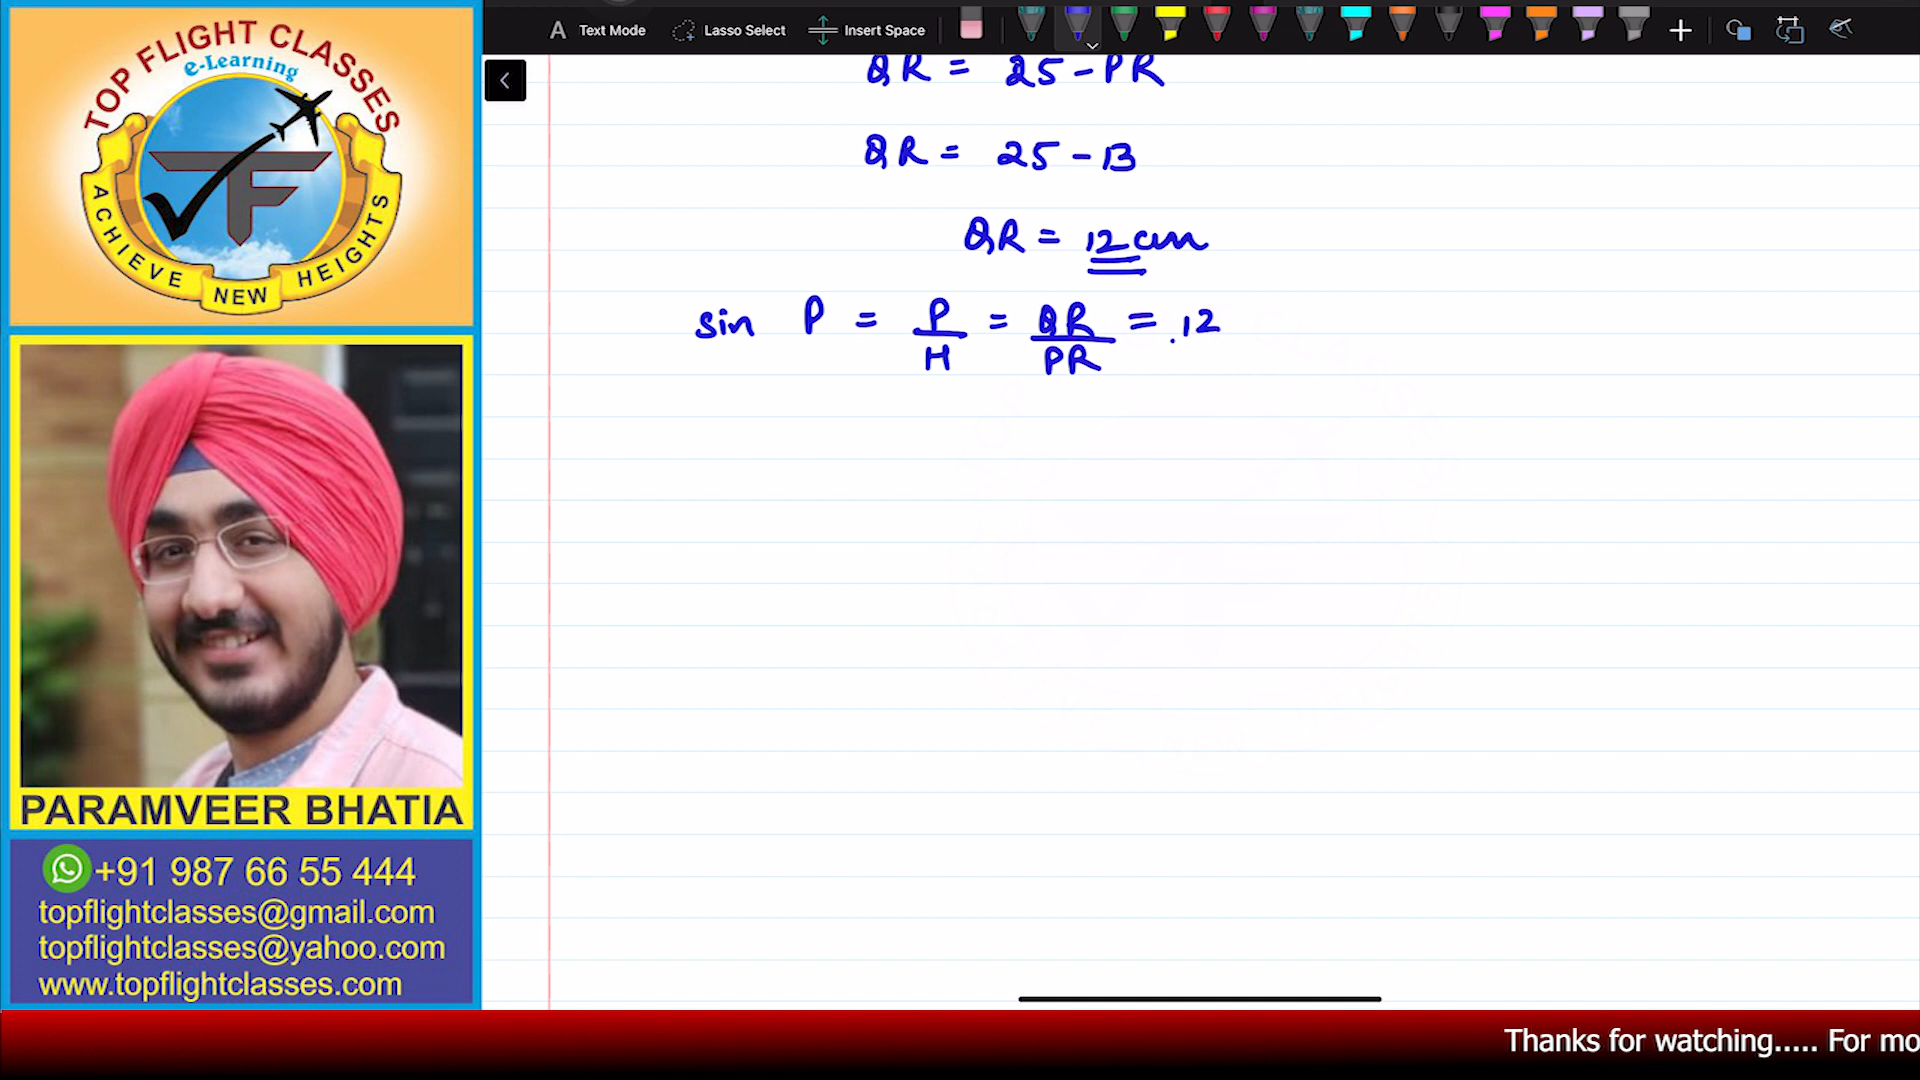 TOP FLIGHT CLASSES
e-Learning
TF
ACHIEVE NEW HEIGHTS
PARAMVEER BHATIA
+91 987 66 55 444
topflightclasses@gmail.com
topflightclasses@yahoo.com
www.topflightclasses.com
A Text Mode Lasso Select Insert Space
QR = 25 - PR
QR = 25 - 13
QR = 12 cm
sin P = P/H = QR/PR = 12
Thanks for watching..... For mo